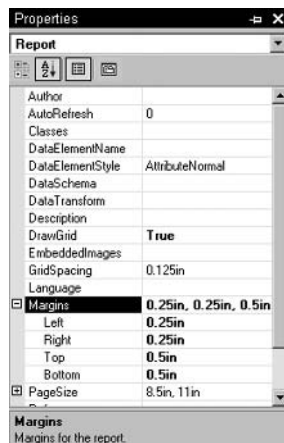 Properties
Report
Author
AutoRefresh 0
Classes
DataElementName
DataElementStyle AttributeNormal
DataSchema
DataTransform
Description
DrawGrid True
EmbeddedImages
GridSpacing 0.125in
Language
Margins 0.25in, 0.25in, 0.5in
Left 0.25in
Right 0.25in
Top 0.5in
Bottom 0.5in
PageSize 8.5in, 11in
Margins
Margins for the report.